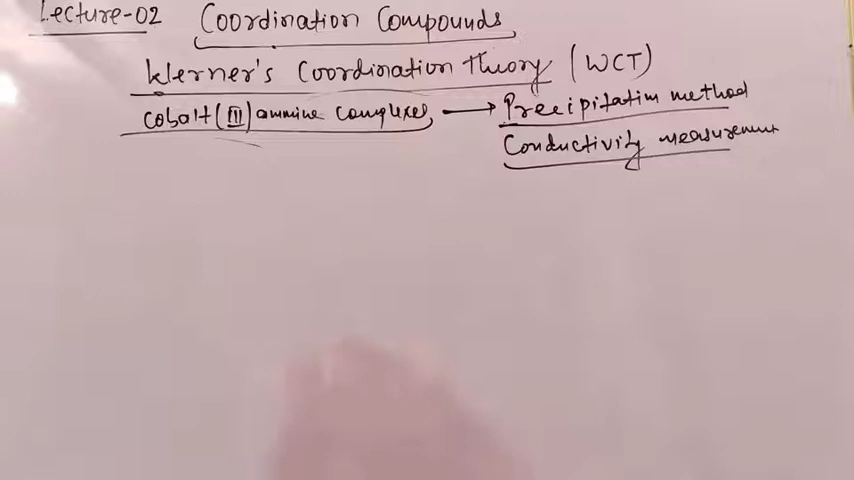 Lecture-02 Coordination Compounds
Werner's Coordination Theory (WCT)
Cobalt (III) ammine complexes → Precipitation method
Conductivity measurement